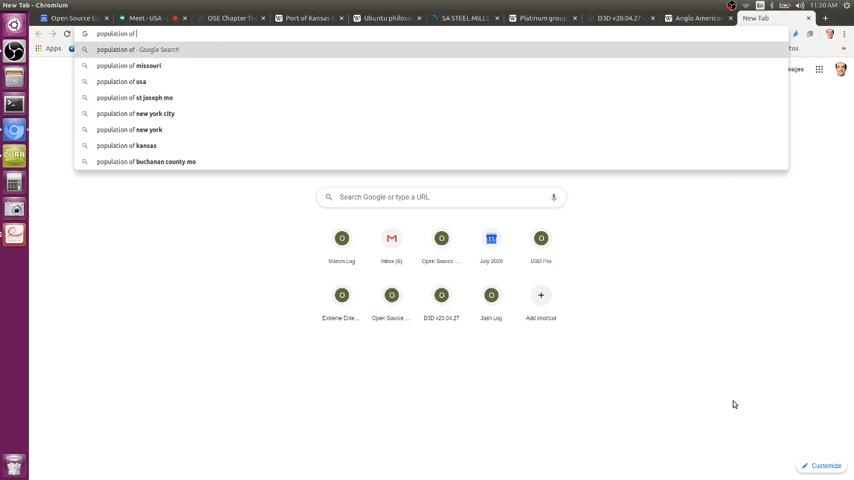 New Tab - Chromium
11:20 AM
Open Source Ec
Meet - USA -
OSE Chapter Tr
Port of Kansas C
Ubuntu philoso
SA STEEL MILLS
Platinum group
D3D v20.04.27 -
Anglo American
New Tab
population of
Apps
population of - Google Search
population of missouri
population of usa
population of st joseph mo
population of new york city
population of new york
population of kansas
population of buchanan county mo
Search Google or type a URL
Marcin Log
Inbox (6)
Open Source ...
July 2020
D3D Pro
Extreme Ente...
Open Source ...
D3D v20.04.27
Josh Log
Add shortcut
Customize